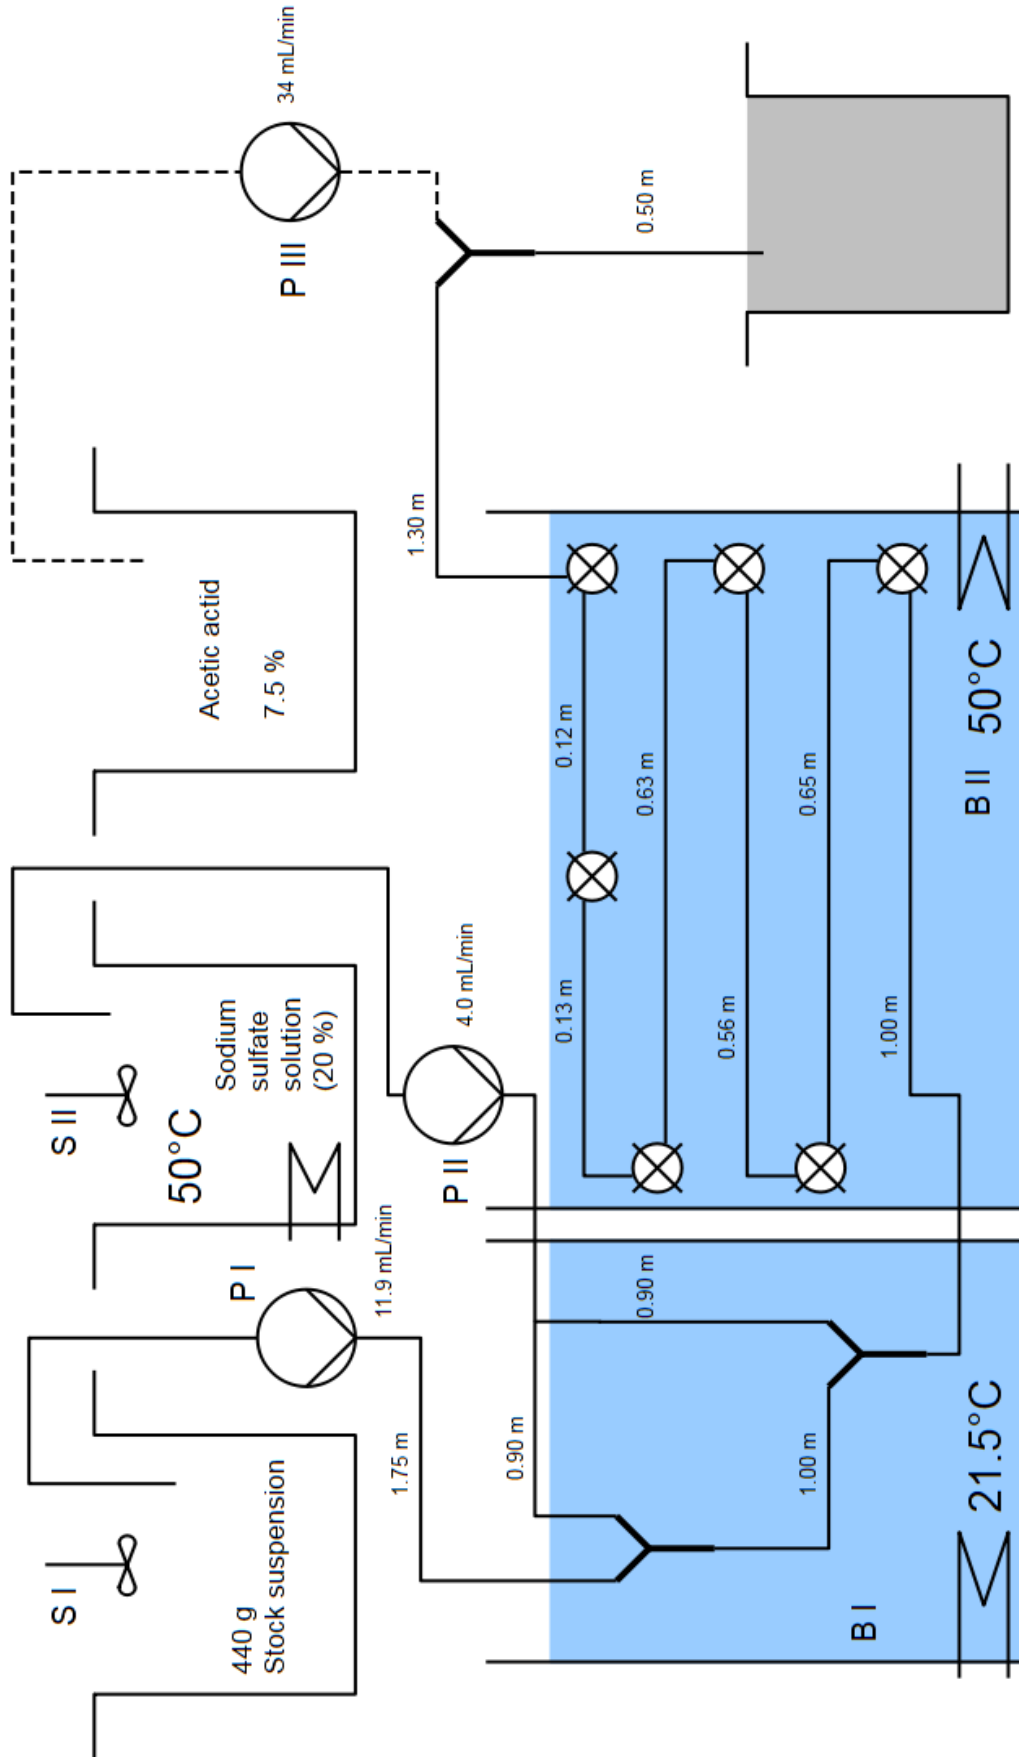 S I
440 g
Stock suspension
P I
11.9 mL/min
1.75 m
S II
50°C
Sodium
sulfate
solution
(20 %)
P II
4.0 mL/min
Acetic actid
7.5 %
P III
34 mL/min
1.30 m
0.50 m
0.90 m
0.90 m
1.00 m
B I
21.5°C
0.13 m
0.12 m
0.63 m
0.56 m
0.65 m
1.00 m
B II
50°C